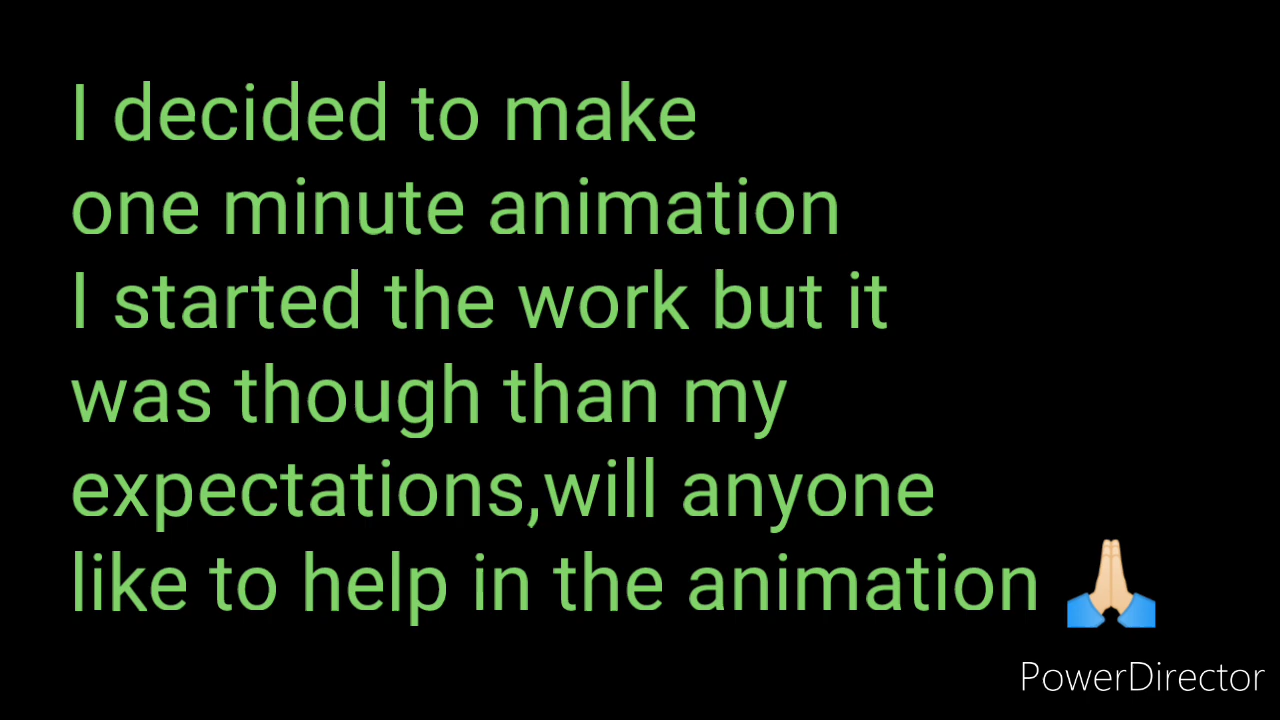 I decided to make
one minute animation
I started the work but it
was though than my
expectations,will anyone
like to help in the animation 🙏🏻
PowerDirector